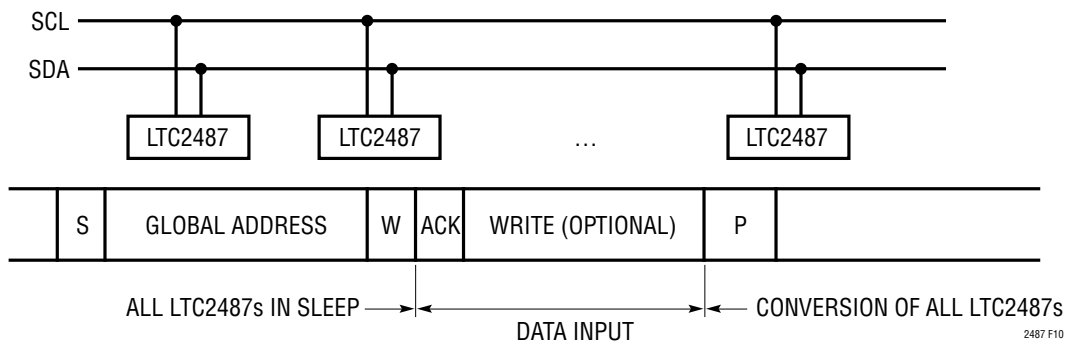 SCL
SDA
LTC2487 LTC2487 ... LTC2487
S GLOBAL ADDRESS W ACK WRITE (OPTIONAL) P
ALL LTC2487s IN SLEEP DATA INPUT CONVERSION OF ALL LTC2487s
2487 F10